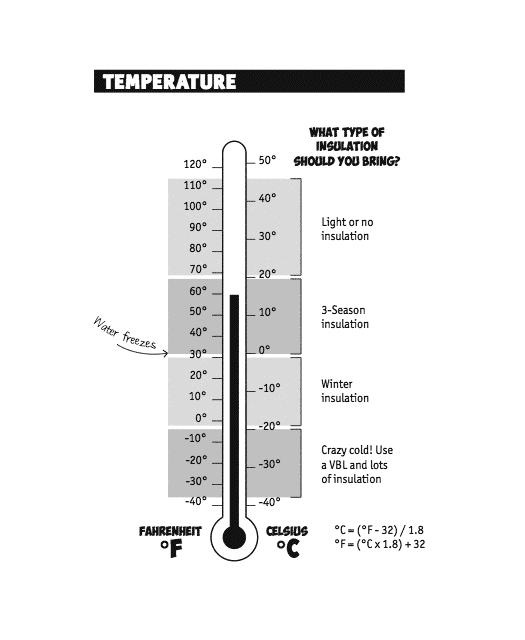 TEMPERATURE
WHAT TYPE OF
INSULATION
SHOULD YOU BRING?
120°
110°
100°
90°
80°
70°
60°
50°
40°
30°
20°
10°
0°
-10°
-20°
-30°
-40°
50°
40°
30°
20°
10°
0°
-10°
-20°
-30°
-40°
Light or no
insulation
3-Season
insulation
Water freezes
Winter
insulation
Crazy cold! Use
a VBL and lots
of insulation
FAHRENHEIT
°F
CELSIUS
°C
°C = (°F - 32) / 1.8
°F = (°C x 1.8) + 32